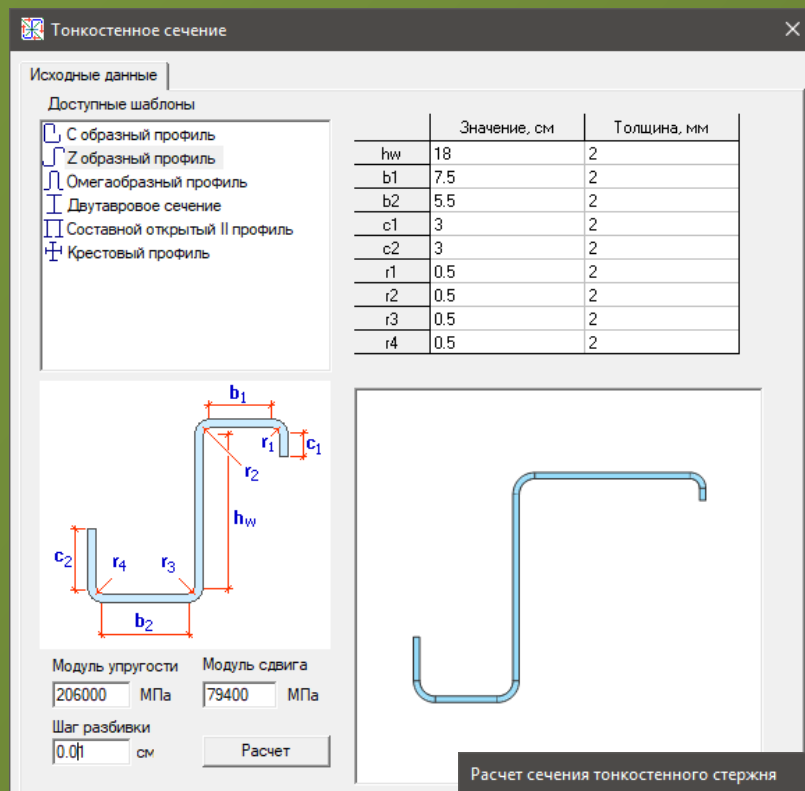 Тонкостенное сечение
Исходные данные
Доступные шаблоны
С образный профиль
Z образный профиль
Омегаобразный профиль
Двутавровое сечение
Составной открытый II профиль
Крестовый профиль
Значение, см Толщина, мм
hw 18 2
b1 7.5 2
b2 5.5 2
c1 3 2
c2 3 2
r1 0.5 2
r2 0.5 2
r3 0.5 2
r4 0.5 2
b1
r1 c1
r2
hw
c2 r4 r3
b2
Модуль упругости Модуль сдвига
206000 МПа 79400 МПа
Шаг разбивки
0.01 см Расчет
Расчет сечения тонкостенного стержня